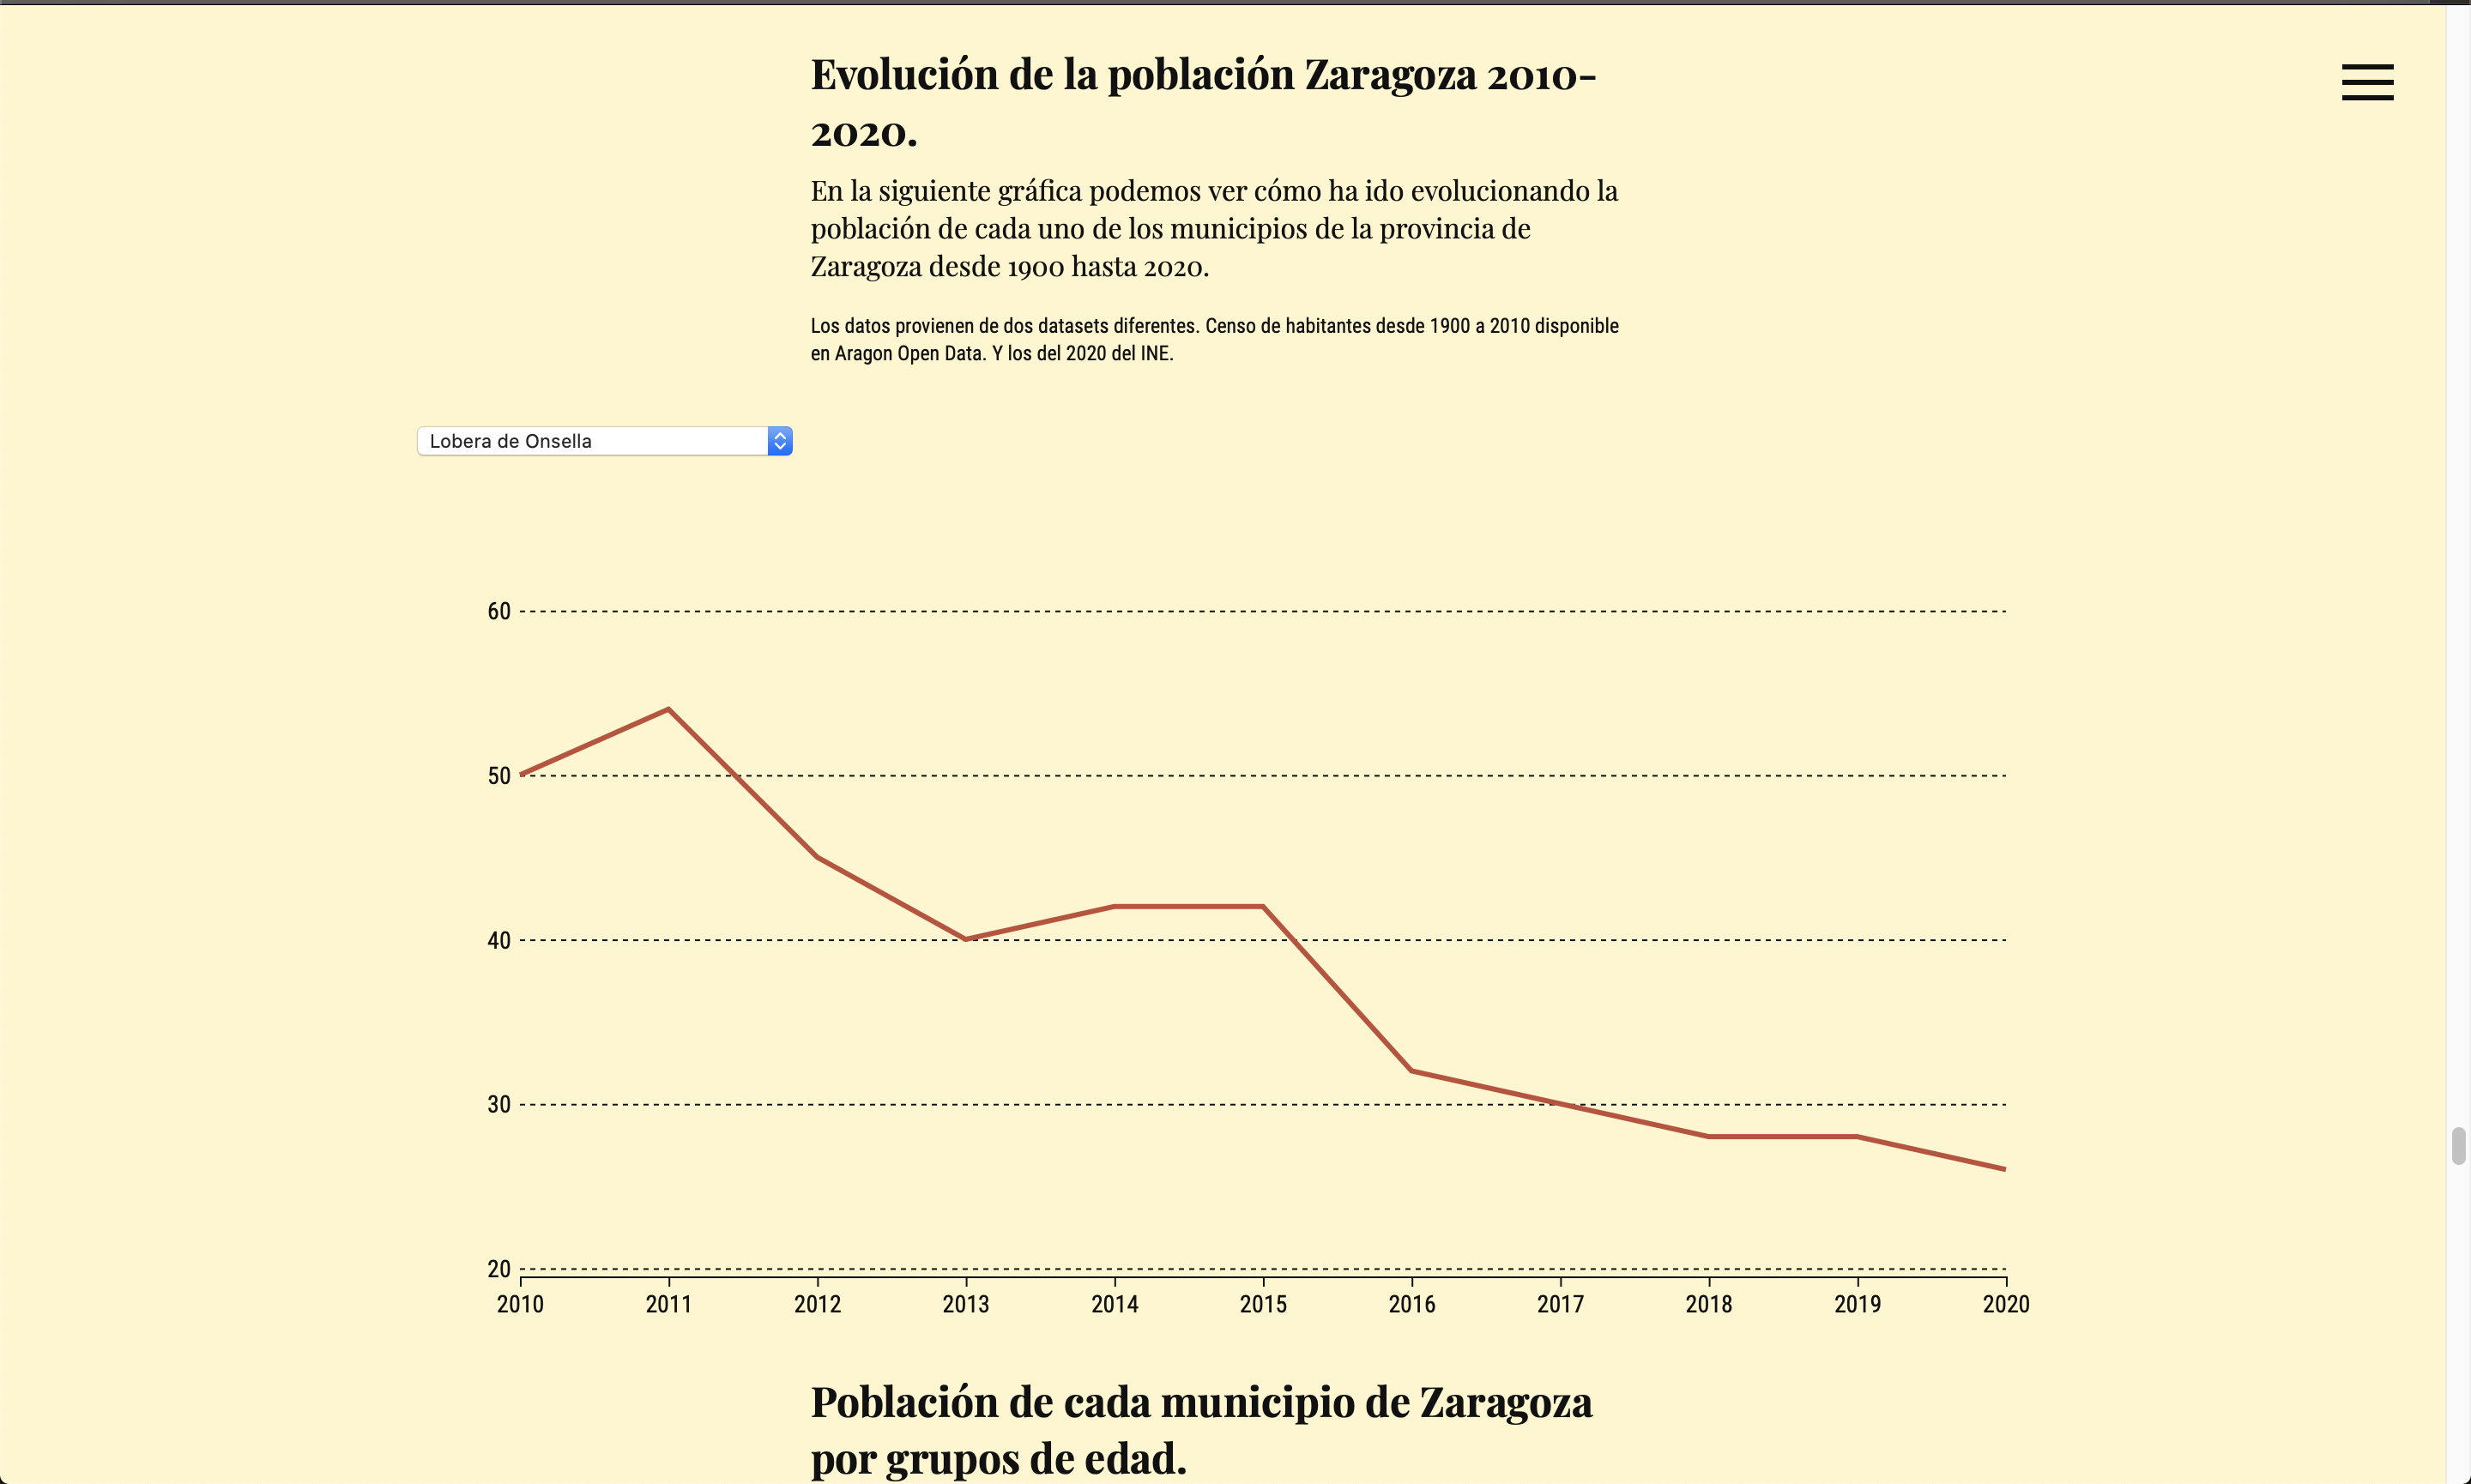 Evolución de la población Zaragoza 2010-
2020.
En la siguiente gráfica podemos ver cómo ha ido evolucionando la
población de cada uno de los municipios de la provincia de
Zaragoza desde 1900 hasta 2020.
Los datos provienen de dos datasets diferentes. Censo de habitantes desde 1900 a 2010 disponible
en Aragon Open Data. Y los del 2020 del INE.
Lobera de Onsella
60
50
40
30
20
2010 2011 2012 2013 2014 2015 2016 2017 2018 2019 2020
Población de cada municipio de Zaragoza
por grupos de edad.